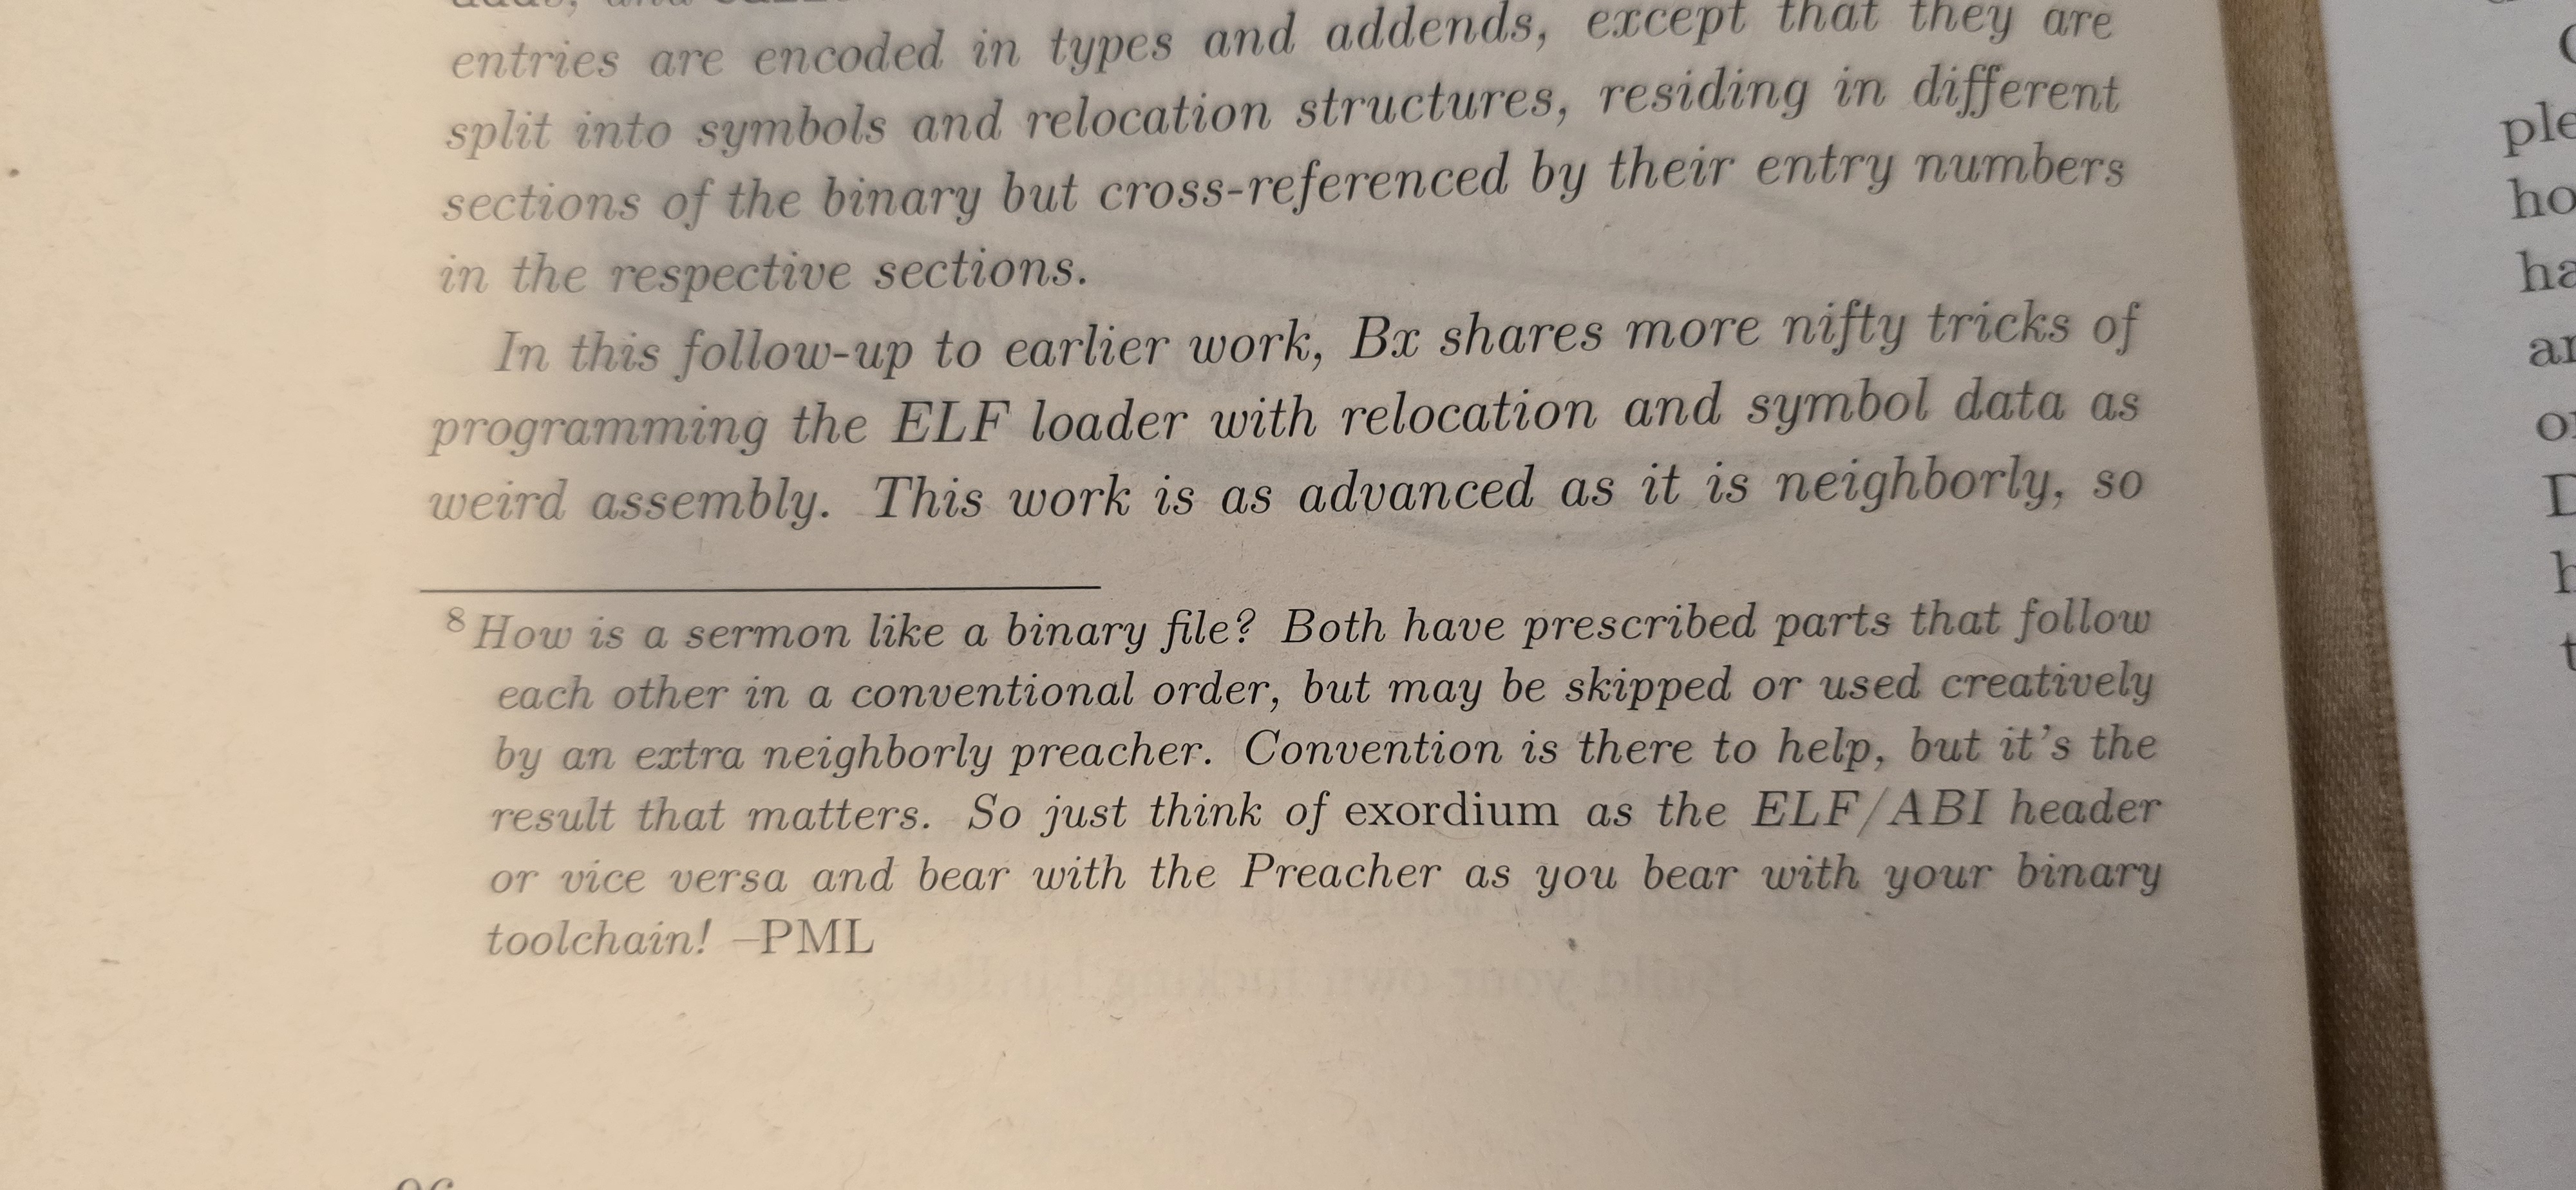 entries are encoded in types and addends, except that they are
split into symbols and relocation structures, residing in different
sections of the binary but cross-referenced by their entry numbers
in the respective sections.
In this follow-up to earlier work, Bx shares more nifty tricks of
programming the ELF loader with relocation and symbol data as
weird assembly. This work is as advanced as it is neighborly, so
8 How is a sermon like a binary file? Both have prescribed parts that follow
each other in a conventional order, but may be skipped or used creatively
by an extra neighborly preacher. Convention is there to help, but it's the
result that matters. So just think of exordium as the ELF/ABI header
or vice versa and bear with the Preacher as you bear with your binary
toolchain! –PML
ple
ho
ha